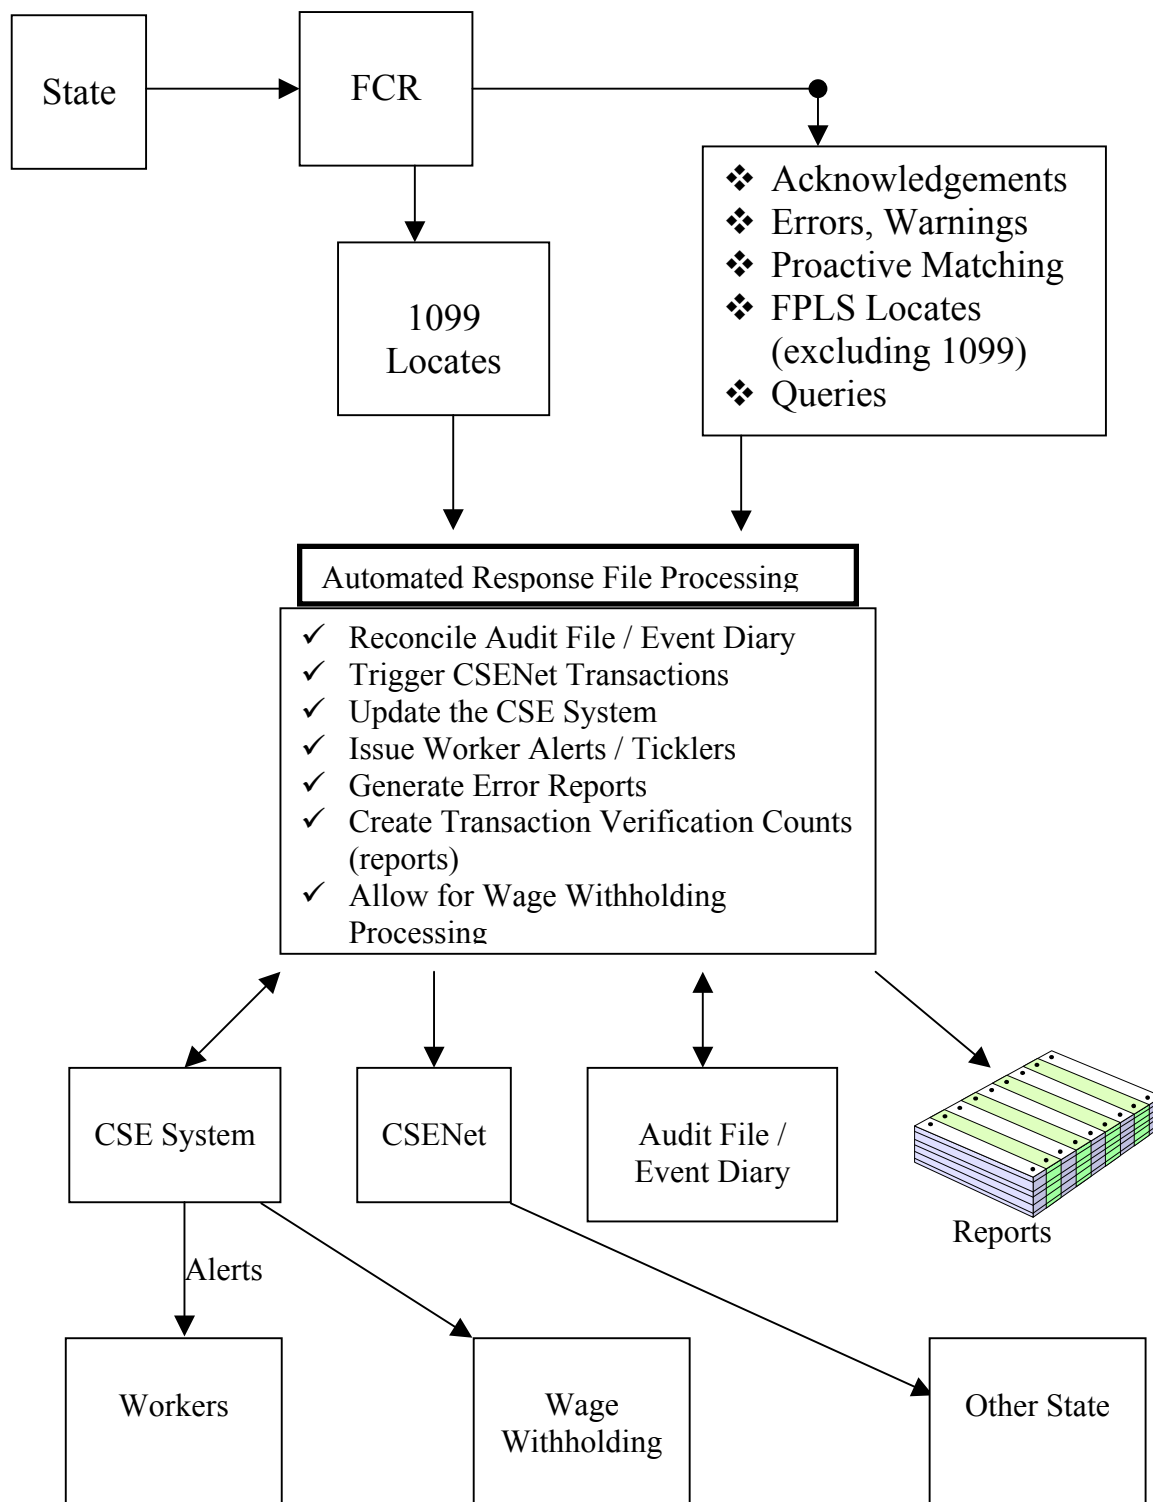 State
FCR
❖ Acknowledgements
❖ Errors, Warnings
❖ Proactive Matching
❖ FPLS Locates
(excluding 1099)
❖ Queries
1099
Locates
Automated Response File Processing
✓ Reconcile Audit File / Event Diary
✓ Trigger CSENet Transactions
✓ Update the CSE System
✓ Issue Worker Alerts / Ticklers
✓ Generate Error Reports
✓ Create Transaction Verification Counts
(reports)
✓ Allow for Wage Withholding
Processing
CSE System
CSENet
Audit File /
Event Diary
Reports
Alerts
Workers
Wage
Withholding
Other State